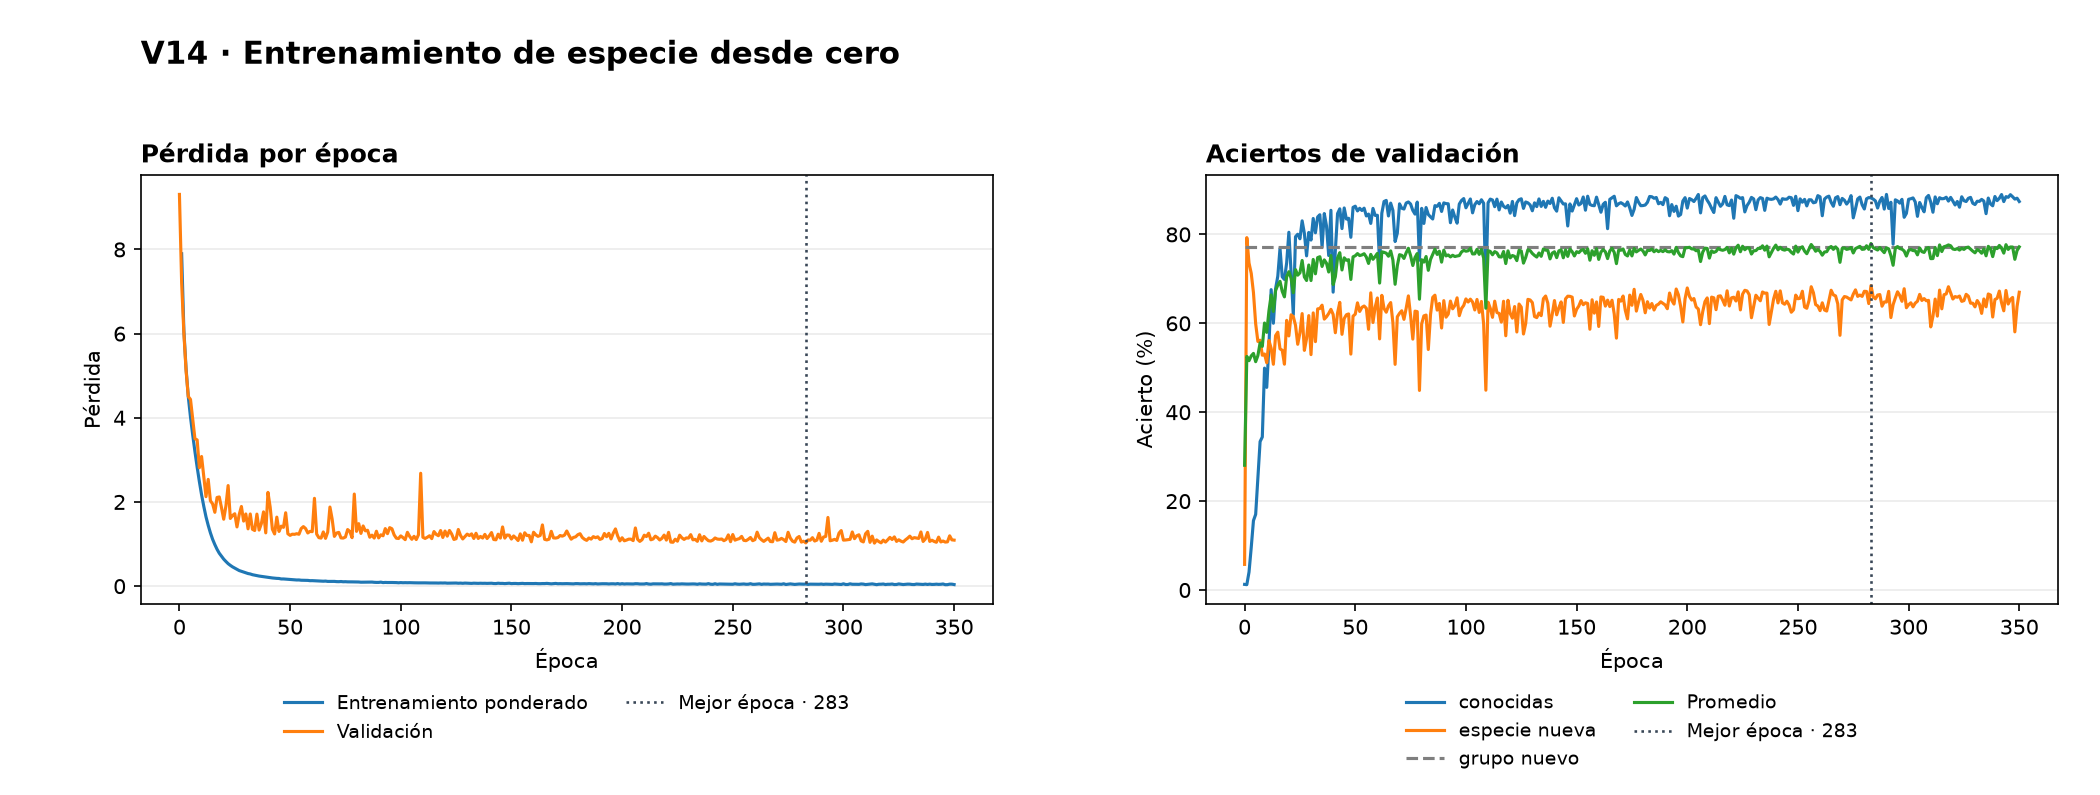 V14 · Entrenamiento de especie desde cero
Pérdida por época
Pérdida
8
6
4
2
0
0 50 100 150 200 250 300 350
Época
Entrenamiento ponderado
Validación
Mejor época · 283
Aciertos de validación
Acierto (%)
80
60
40
20
0
0 50 100 150 200 250 300 350
Época
conocidas
especie nueva
grupo nuevo
Promedio
Mejor época · 283